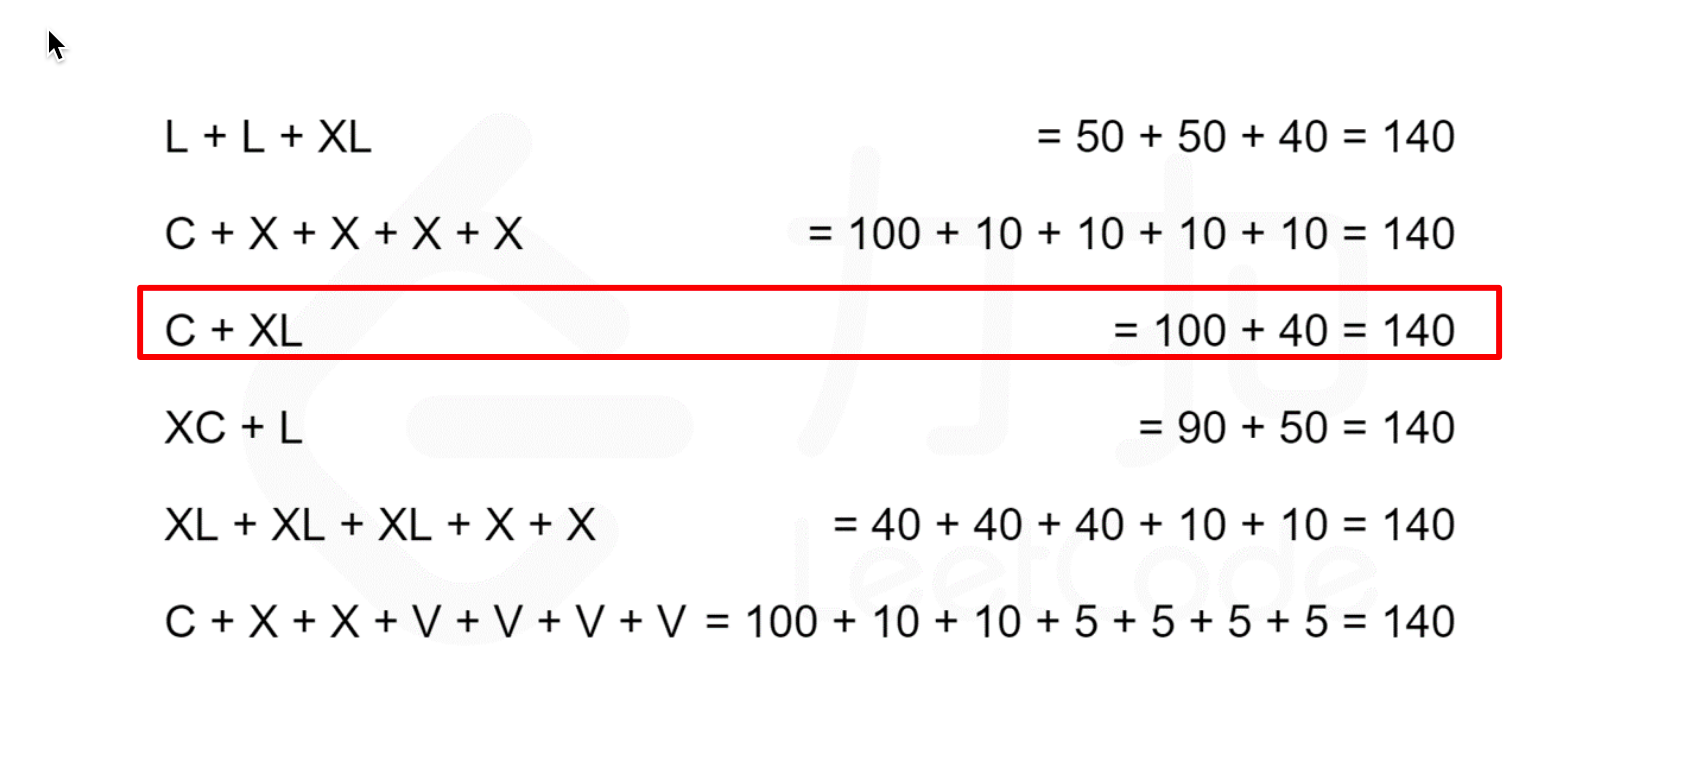 L + L + XL = 50 + 50 + 40 = 140
C + X + X + X + X = 100 + 10 + 10 + 10 + 10 = 140
C + XL = 100 + 40 = 140
XC + L = 90 + 50 = 140
XL + XL + XL + X + X = 40 + 40 + 40 + 10 + 10 = 140
C + X + X + V + V + V + V = 100 + 10 + 10 + 5 + 5 + 5 + 5 = 140
力扣
LeetCode